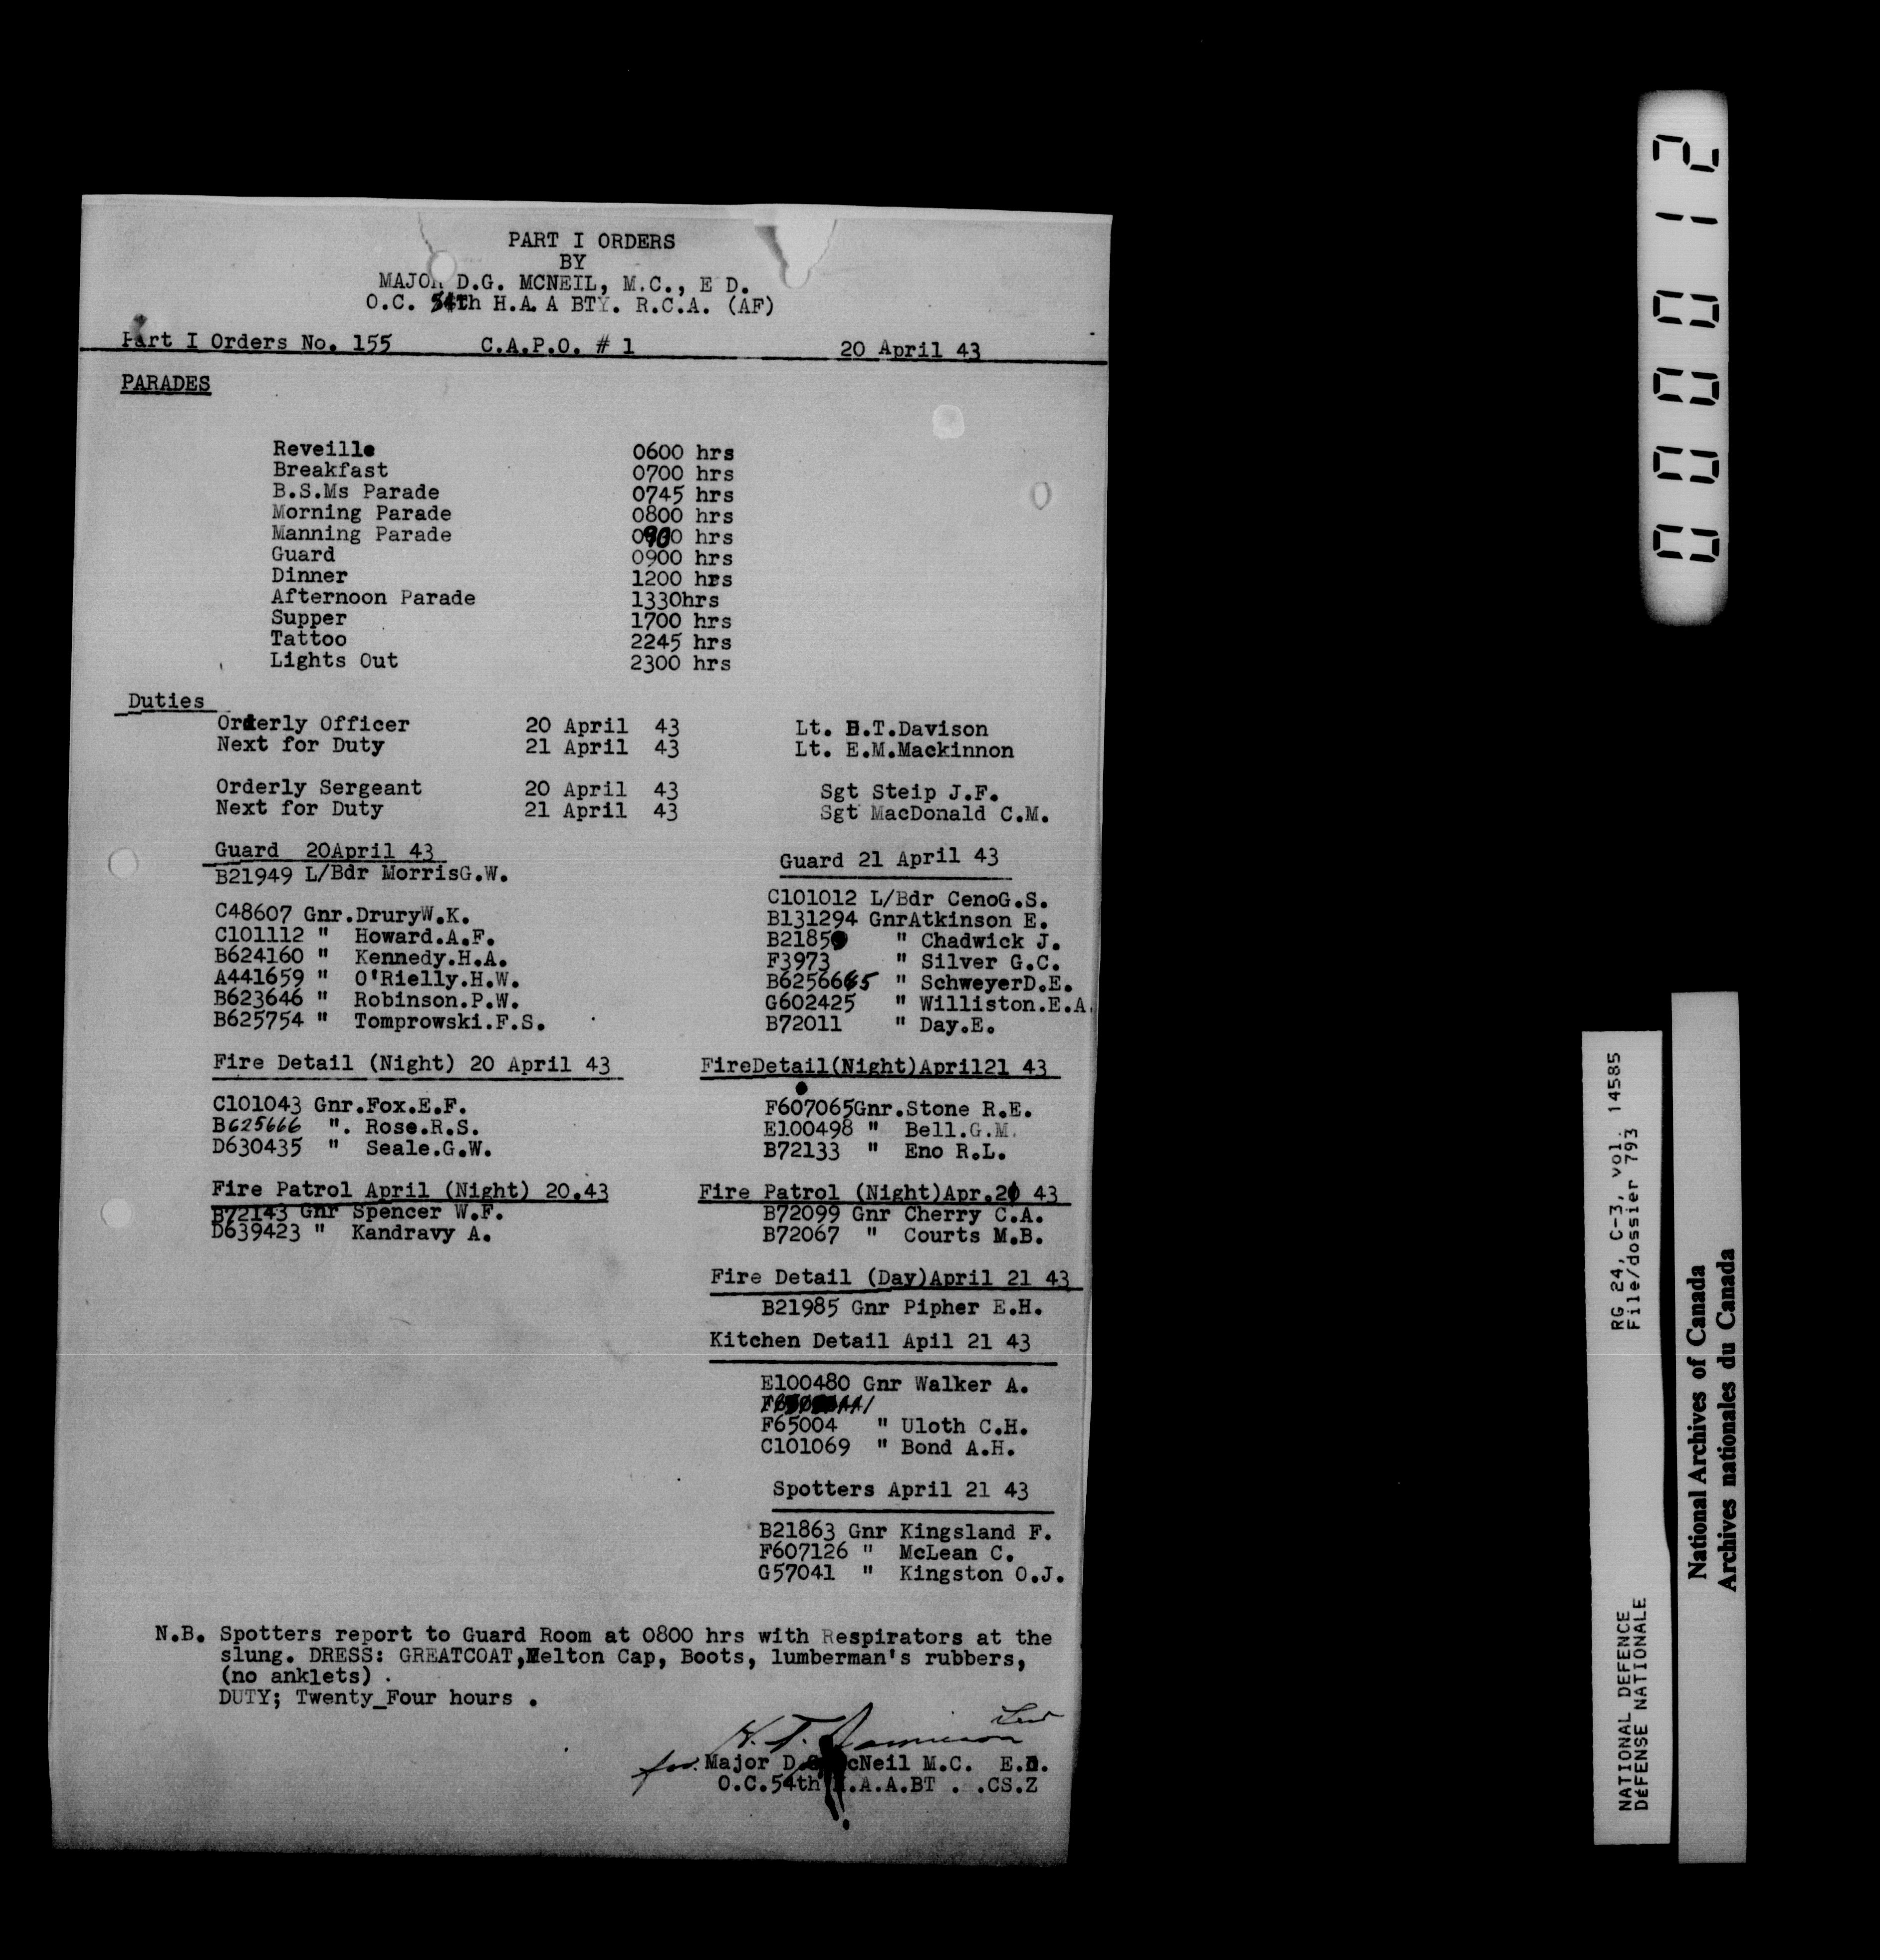 PART I ORDERS
BY
MAJOR D.G. MCNEIL, M.C., E D.
O.C. 54th H.A. A BTY. R.C.A. (AF)
Part I Orders No. 155 C.A.P.O. # 1 20 April 43
PARADES
Reveille 0600 hrs
Breakfast 0700 hrs
B.S.Ms Parade 0745 hrs
Morning Parade 0800 hrs
Manning Parade 0900 hrs
Guard 0900 hrs
Dinner 1200 hrs
Afternoon Parade 1330hrs
Supper 1700 hrs
Tattoo 2245 hrs
Lights Out 2300 hrs
Duties
Orderly Officer 20 April 43 Lt. H.T.Davison
Next for Duty 21 April 43 Lt. E.M.Mackinnon
Orderly Sergeant 20 April 43 Sgt Steip J.F.
Next for Duty 21 April 43 Sgt MacDonald C.M.
Guard 20April 43
B21949 L/Bdr MorrisG.W.
C48607 Gnr.DruryW.K.
C101112 " Howard.A.F.
B624160 " Kennedy.H.A.
A441659 " O'Rielly.H.W.
B623646 " Robinson.P.W.
B625754 " Tomprowski.F.S.
Guard 21 April 43
C101012 L/Bdr CenoG.S.
B131294 GnrAtkinson E.
" Chadwick J.
F3973 " Silver G.C.
" SchweyerD.E.
G602425 " Williston.E.A.
B72011 " Day.E.
Fire Detail (Night) 20 April 43
C101043 Gnr.Fox.E.F.
B625666 ". Rose.R.S.
D630435 " Seale.G.W.
FireDetail(Night)April21 43
F607065Gnr.Stone R.E.
E100498 " Bell.G.M.
B72133 " Eno R.L.
Fire Patrol April (Night) 20.43
B72143 Gnr Spencer W.F.
D639423 " Kandravy A.
Fire Patrol (Night)Apr.21 43
B72099 Gnr Cherry C.A.
B72067 " Courts M.B.
Fire Detail (Day)April 21 43
B21985 Gnr Pipher E.H.
Kitchen Detail Apil 21 43
E100480 Gnr Walker A.
F65004 " Uloth C.H.
C101069 " Bond A.H.
Spotters April 21 43
B21863 Gnr Kingsland F.
F607126 " McLean C.
G57041 " Kingston O.J.
N.B. Spotters report to Guard Room at 0800 hrs with Respirators at the
slung. DRESS: GREATCOAT,Melton Cap, Boots, lumberman's rubbers,
(no anklets) .
DUTY; Twenty_Four hours .
H.T.
for. Major D.G. McNeil M.C. E.D.
O.C.54th H.A.A.BT . .CS.Z
000012
RG 24, C-3, vol. 14585
File/dossier 793
NATIONAL DEFENCE
DÉFENSE NATIONALE
National Archives of Canada
Archives nationales du Canada